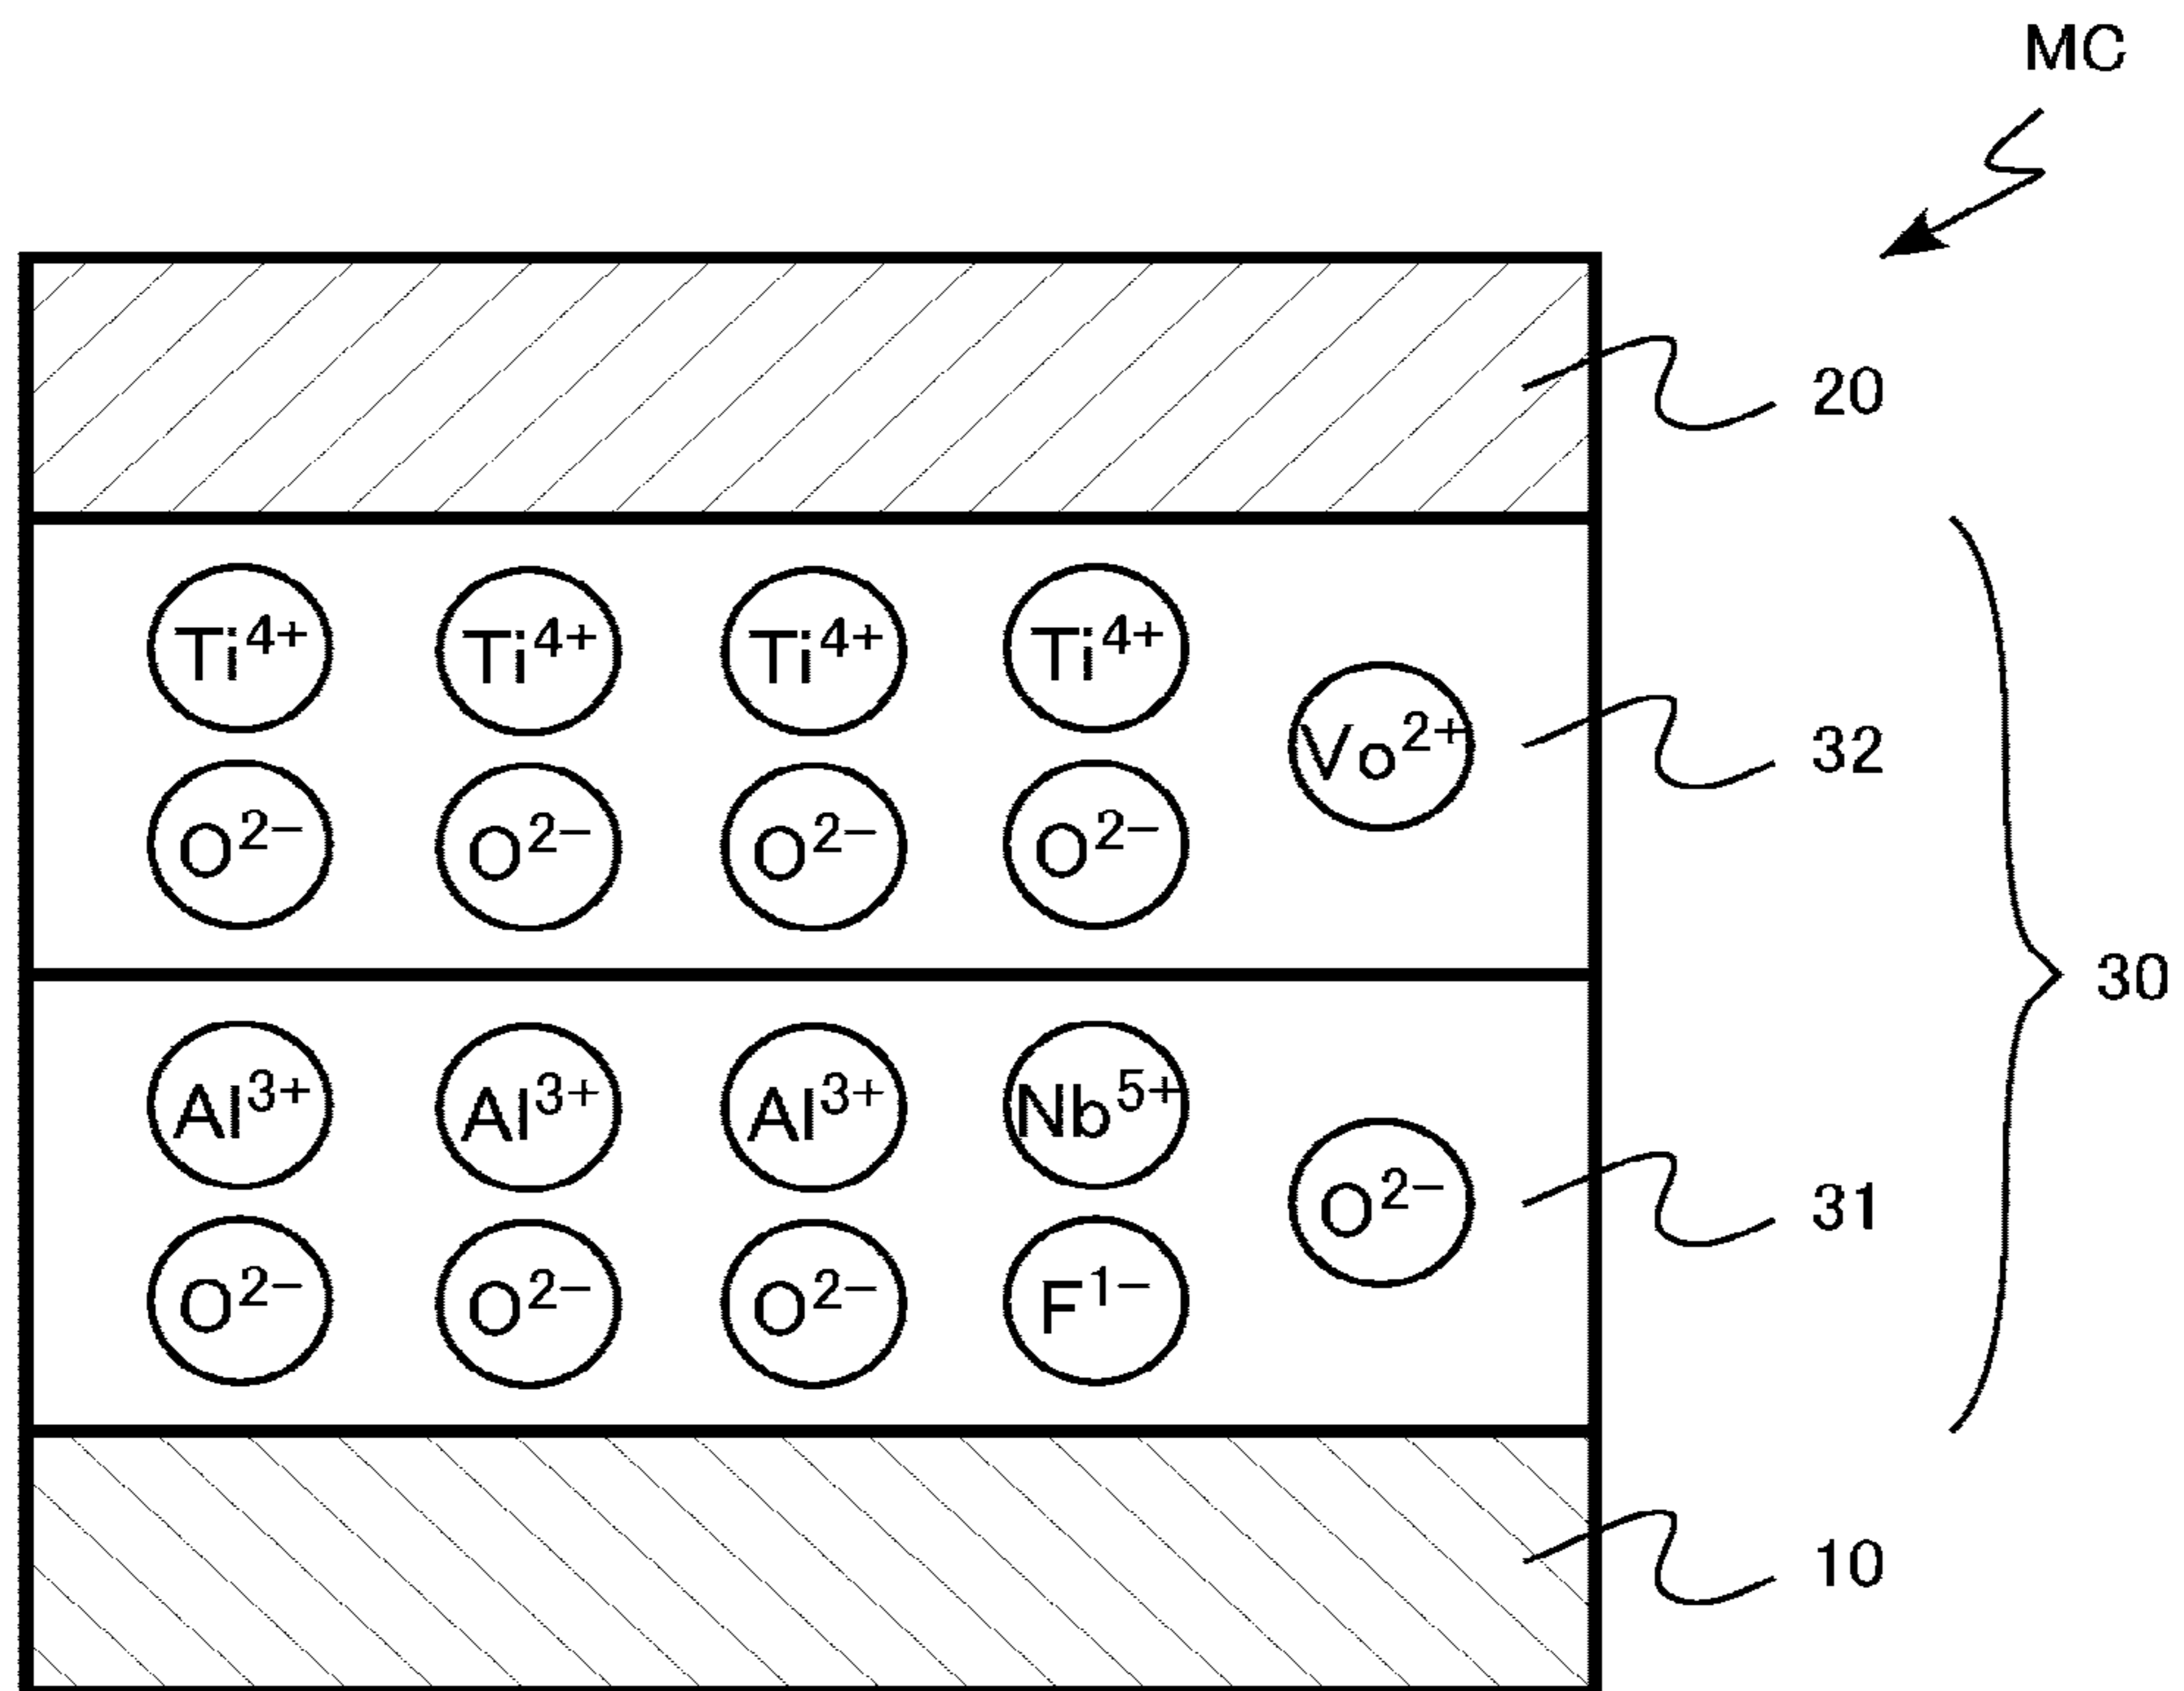 MC
20
Ti4+ Ti4+ Ti4+ Ti4+
Vo2+ 32
O2− O2− O2− O2−
30
Al3+ Al3+ Al3+ Nb5+
O2− 31
O2− O2− O2− F1−
10